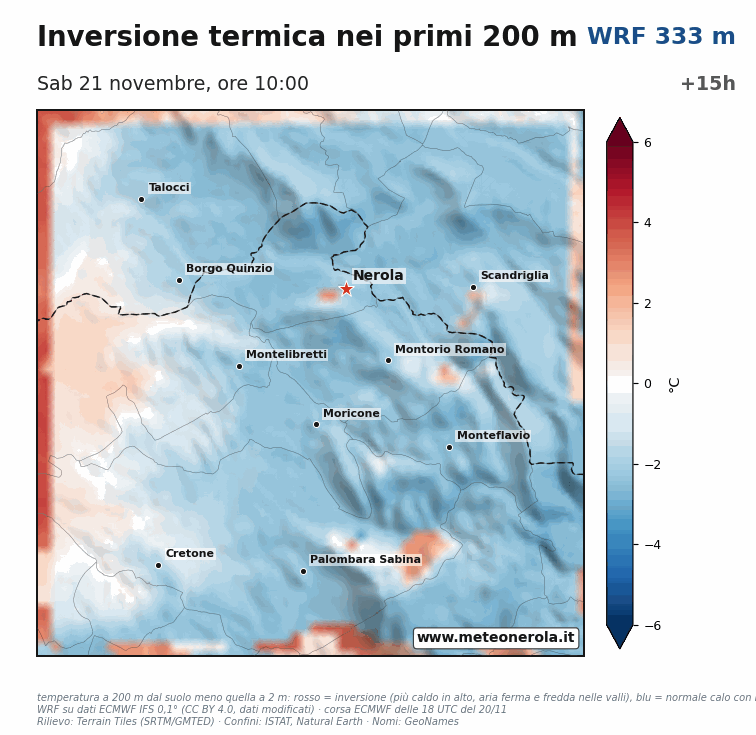 Inversione termica nei primi 200 m WRF 333 m
Sab 21 novembre, ore 10:00 +15h
Talocci
Borgo Quinzio
Nerola
Scandriglia
Montelibretti
Montorio Romano
Moricone
Monteflavio
Cretone
Palombara Sabina
www.meteonerola.it
6
4
2
0
−2
−4
−6
°C
temperatura a 200 m dal suolo meno quella a 2 m: rosso = inversione (più caldo in alto, aria ferma e fredda nelle valli), blu = normale calo con
WRF su dati ECMWF IFS 0,1° (CC BY 4.0, dati modificati) · corsa ECMWF delle 18 UTC del 20/11
Rilievo: Terrain Tiles (SRTM/GMTED) · Confini: ISTAT, Natural Earth · Nomi: GeoNames